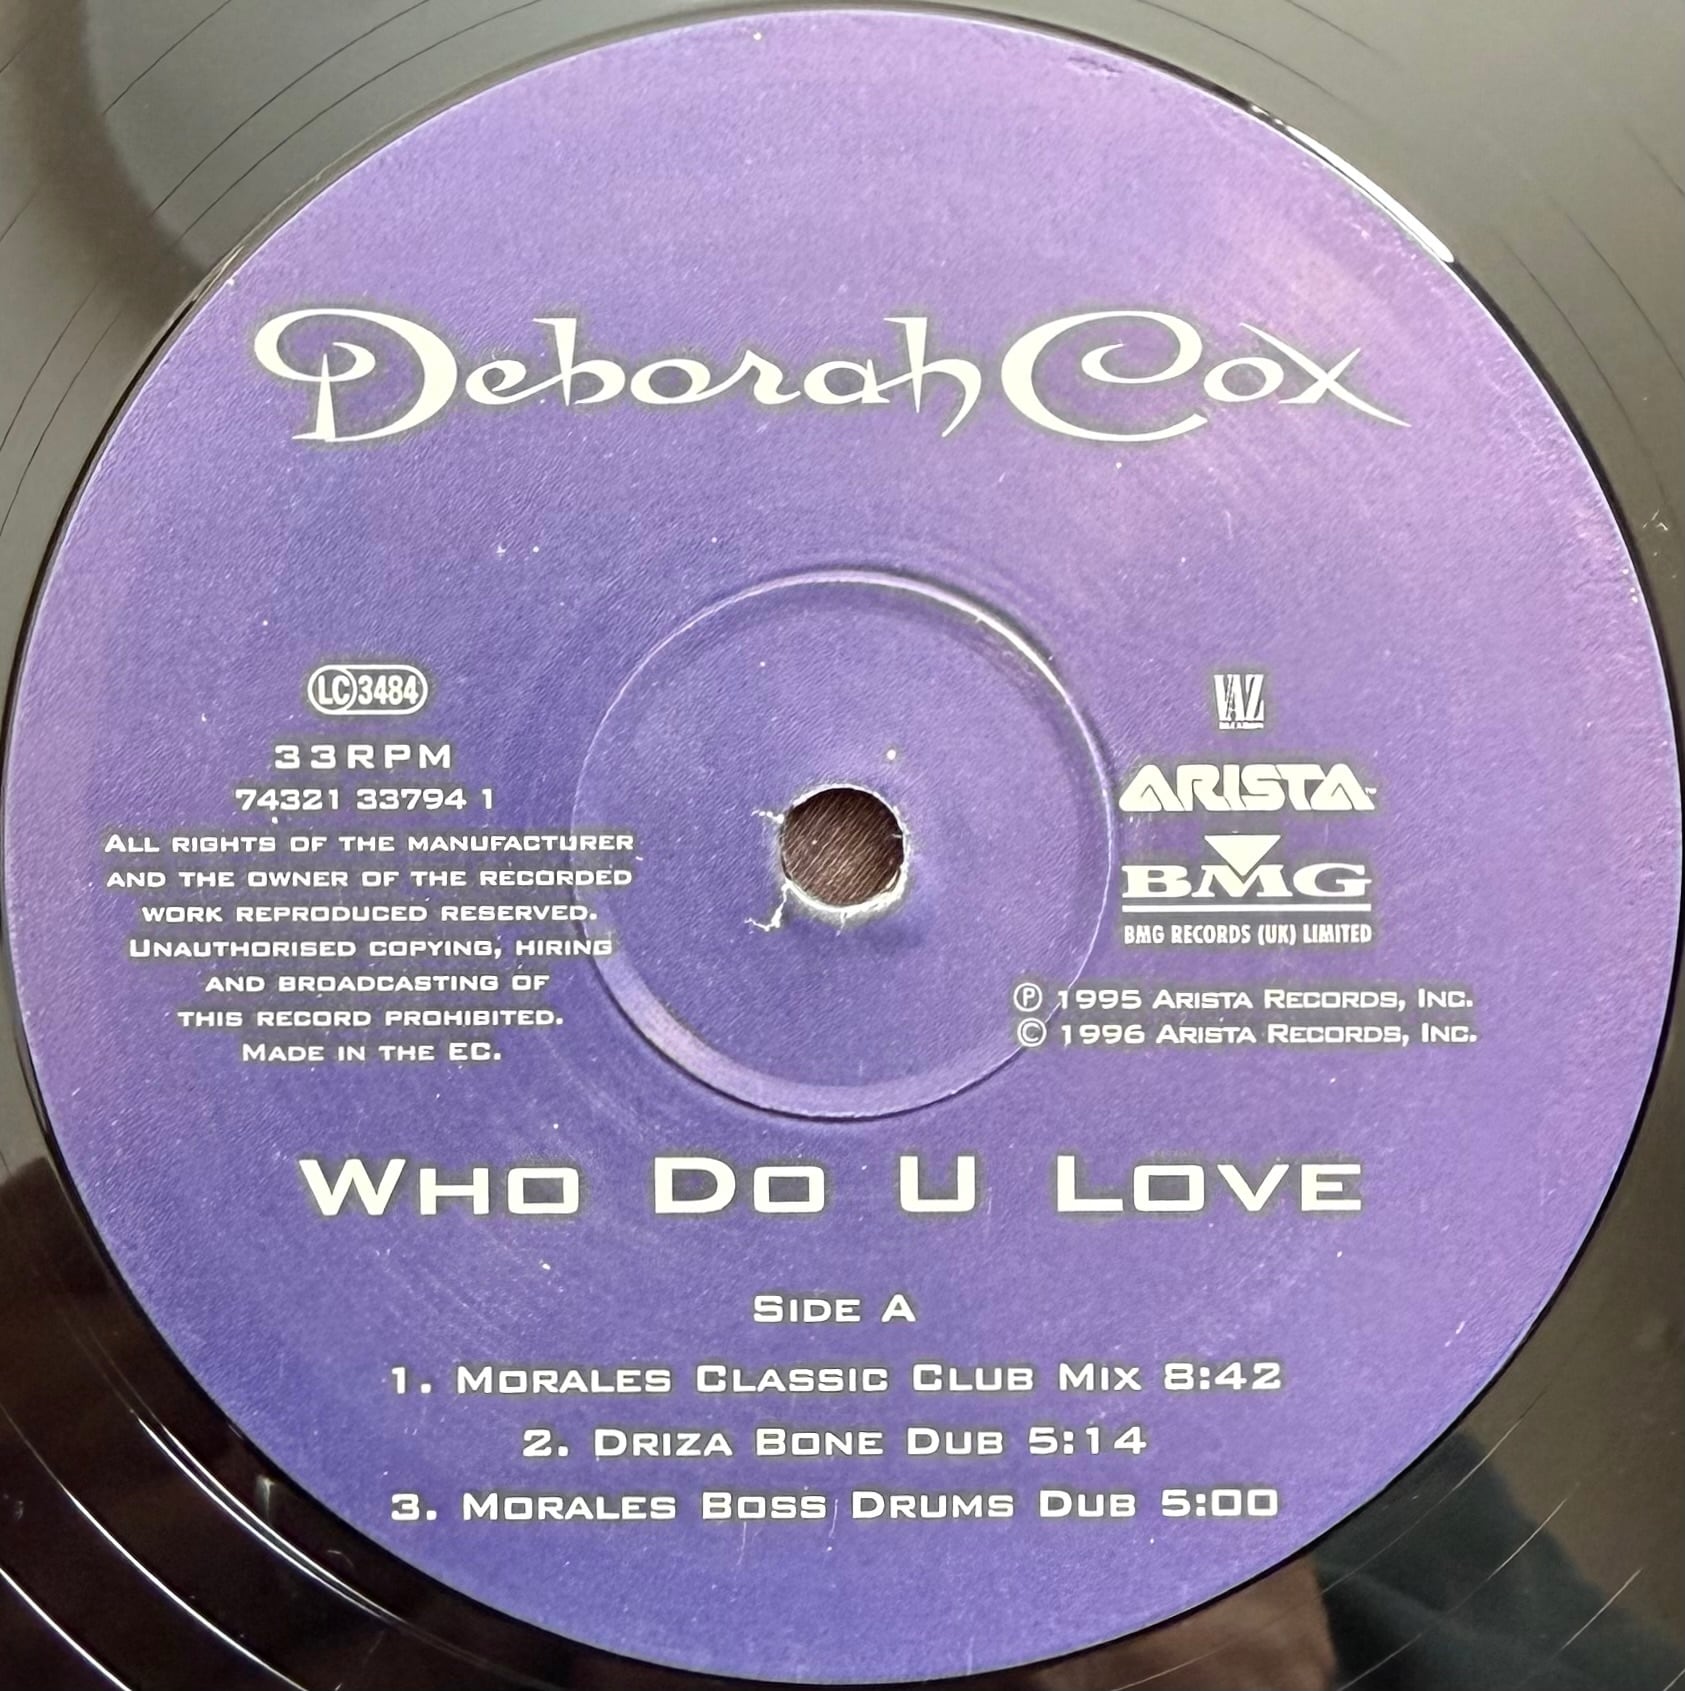 Deborah Cox
LC 3484
33RPM
74321 33794 1
All rights of the manufacturer
and the owner of the recorded
work reproduced reserved.
Unauthorised copying, hiring
and broadcasting of
this record prohibited.
Made in the EC.
VAZ
ARISTA™
BMG
BMG RECORDS (UK) LIMITED
℗ 1995 Arista Records, Inc.
© 1996 Arista Records, Inc.
Who Do U Love
Side A
1. Morales Classic Club Mix 8:42
2. Driza Bone Dub 5:14
3. Morales Boss Drums Dub 5:00